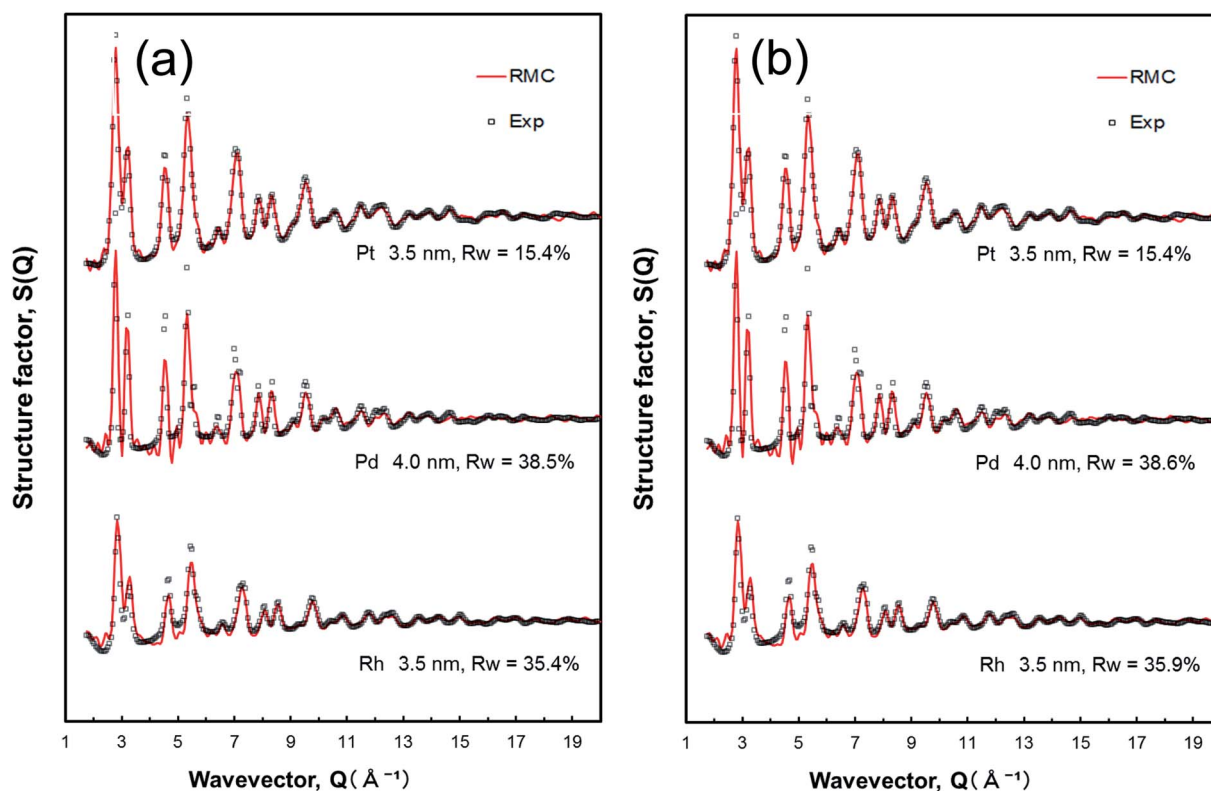 (a)
RMC
Exp
Pt 3.5 nm, Rw = 15.4%
Pd 4.0 nm, Rw = 38.5%
Rh 3.5 nm, Rw = 35.4%
Structure factor, S(Q)
1 3 5 7 9 11 13 15 17 19
Wavevector, Q(Å⁻¹)
(b)
RMC
Exp
Pt 3.5 nm, Rw = 15.4%
Pd 4.0 nm, Rw = 38.6%
Rh 3.5 nm, Rw = 35.9%
Structure factor, S(Q)
1 3 5 7 9 11 13 15 17 19
Wavevector, Q(Å⁻¹)